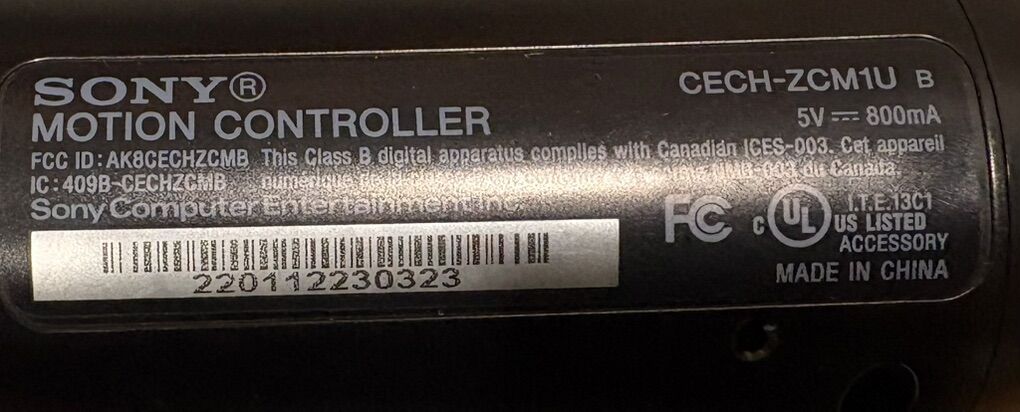 SONY® CECH-ZCM1U B
MOTION CONTROLLER 5V ⎓ 800mA
FCC ID: AK8CECHZCMB This Class B digital apparatus complies with Canadian ICES-003. Cet appareil
IC: 409B-CECHZCMB numérique du Canada.
Sony Computer Entertainment Inc.
FC C UL US LISTED I.T.E.13C1
ACCESSORY
MADE IN CHINA
220112230323